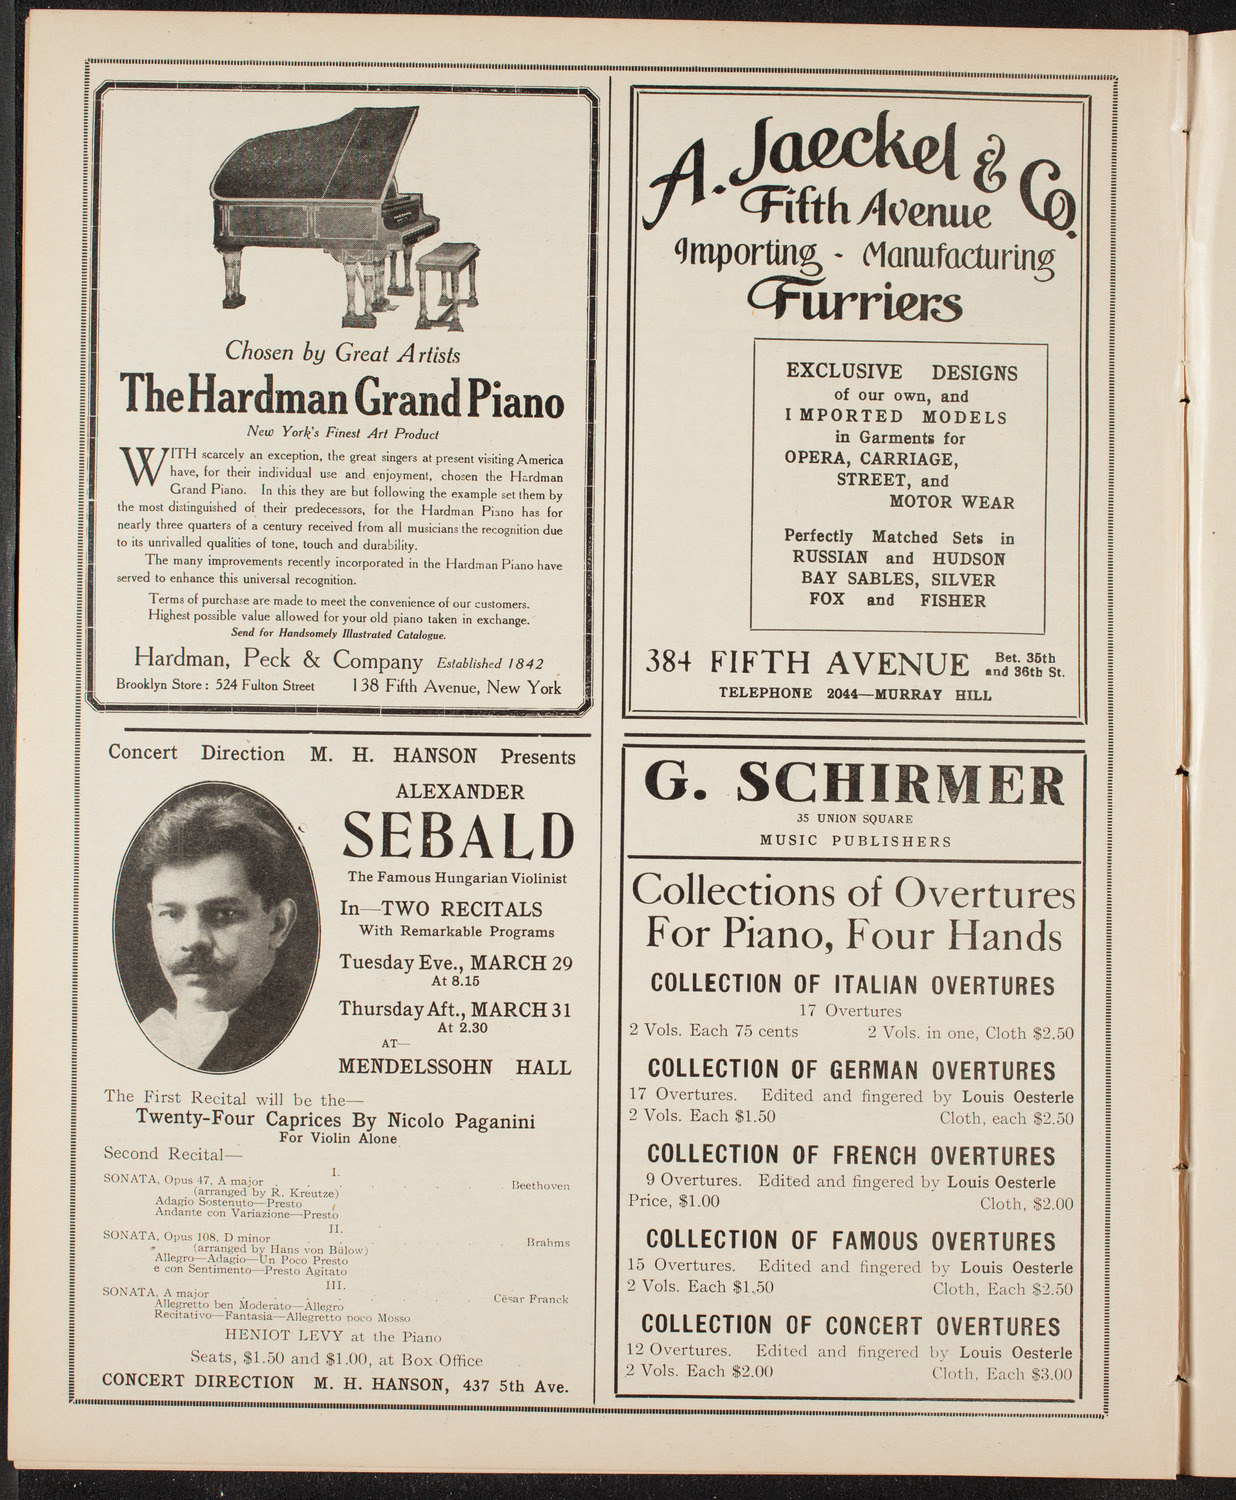 Chosen by Great Artists
The Hardman Grand Piano
New York's Finest Art Product
WITH scarcely an exception, the great singers at present visiting America
have, for their individual use and enjoyment, chosen the Hardman
Grand Piano. In this they are but following the example set them by
the most distinguished of their predecessors, for the Hardman Piano has for
nearly three quarters of a century received from all musicians the recognition due
to its unrivalled qualities of tone, touch and durability.
The many improvements recently incorporated in the Hardman Piano have
served to enhance this universal recognition.
Terms of purchase are made to meet the convenience of our customers.
Highest possible value allowed for your old piano taken in exchange.
Send for Handsomely Illustrated Catalogue.
Hardman, Peck & Company Established 1842
Brooklyn Store: 524 Fulton Street 138 Fifth Avenue, New York
A. Jaeckel & Co.
Fifth Avenue
Importing - Manufacturing
Furriers
EXCLUSIVE DESIGNS
of our own, and
IMPORTED MODELS
in Garments for
OPERA, CARRIAGE,
STREET, and
MOTOR WEAR
Perfectly Matched Sets in
RUSSIAN and HUDSON
BAY SABLES, SILVER
FOX and FISHER
384 FIFTH AVENUE Bet. 35th
and 36th St.
TELEPHONE 2044—MURRAY HILL
Concert Direction M. H. HANSON Presents
ALEXANDER
SEBALD
The Famous Hungarian Violinist
In—TWO RECITALS
With Remarkable Programs
Tuesday Eve., MARCH 29
At 8.15
Thursday Aft., MARCH 31
At 2.30
AT—
MENDELSSOHN HALL
The First Recital will be the—
Twenty-Four Caprices By Nicolo Paganini
For Violin Alone
Second Recital—
I.
SONATA, Opus 47, A major . . . . . Beethoven
(arranged by R. Kreutze)
Adagio Sostenuto—Presto
Andante con Variazione—Presto
II.
SONATA, Opus 108, D minor . . . . . Brahms
(arranged by Hans von Bülow)
Allegro—Adagio—Un Poco Presto
e con Sentimento—Presto Agitato
III.
SONATA, A major . . . . . César Franck
Allegretto ben Moderato—Allegro
Recitativo—Fantasia—Allegretto poco Mosso
HENIOT LEVY at the Piano
Seats, $1.50 and $1.00, at Box Office
CONCERT DIRECTION M. H. HANSON, 437 5th Ave.
G. SCHIRMER
35 UNION SQUARE
MUSIC PUBLISHERS
Collections of Overtures
For Piano, Four Hands
COLLECTION OF ITALIAN OVERTURES
17 Overtures
2 Vols. Each 75 cents 2 Vols. in one, Cloth $2.50
COLLECTION OF GERMAN OVERTURES
17 Overtures. Edited and fingered by Louis Oesterle
2 Vols. Each $1.50 Cloth, each $2.50
COLLECTION OF FRENCH OVERTURES
9 Overtures. Edited and fingered by Louis Oesterle
Price, $1.00 Cloth, $2.00
COLLECTION OF FAMOUS OVERTURES
15 Overtures. Edited and fingered by Louis Oesterle
2 Vols. Each $1.50 Cloth, Each $2.50
COLLECTION OF CONCERT OVERTURES
12 Overtures. Edited and fingered by Louis Oesterle
2 Vols. Each $2.00 Cloth, Each $3.00